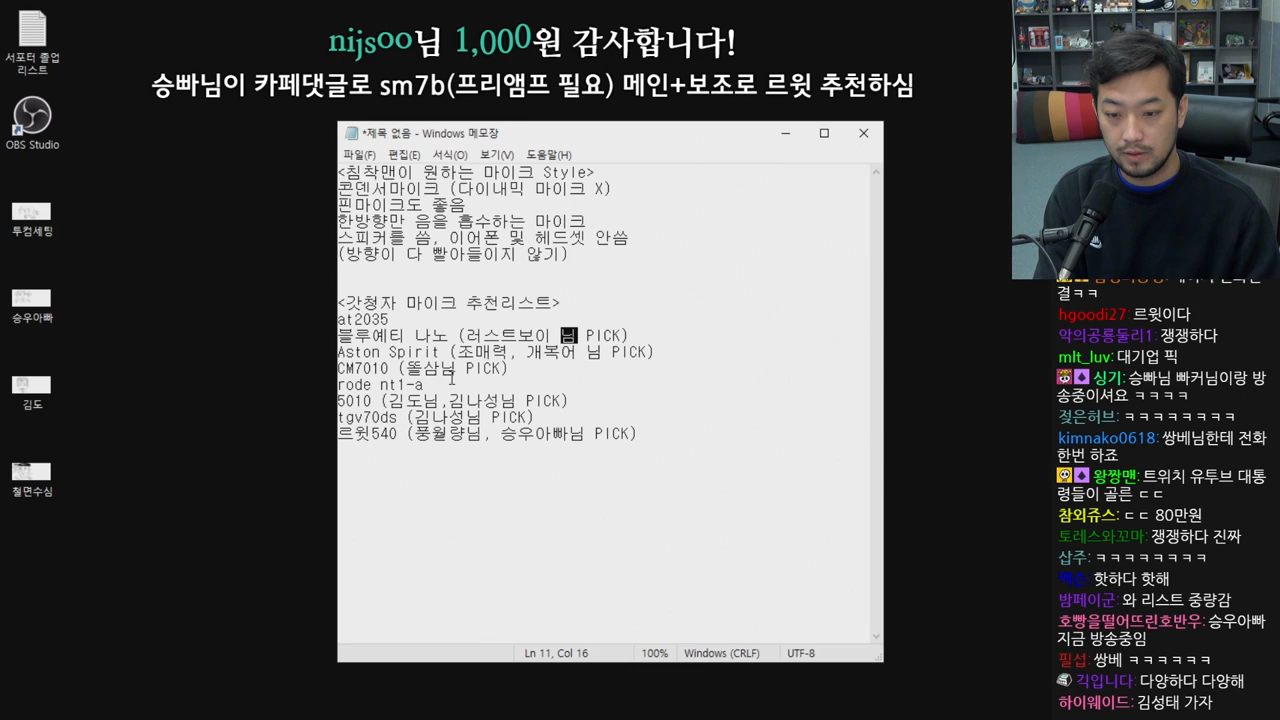 nijsoo님 1,000원 감사합니다!
승빠님이 카페댓글로 sm7b(프리앰프 필요) 메인+보조로 르윗 추천하심
서포터 졸업
리스트
OBS Studio
투컴세팅
승우아빠
김도
철면수심
*제목 없음 - Windows 메모장
파일(F) 편집(E) 서식(O) 보기(V) 도움말(H)
<침착맨이 원하는 마이크 Style>
콘덴서마이크 (다이내믹 마이크 X)
핀마이크도 좋음
한방향만 음을 흡수하는 마이크
스피커를 씀, 이어폰 및 헤드셋 안씀
(방향이 다 빨아들이지 않기)
<갓청자 마이크 추천리스트>
at2035
블루예티 나노 (러스트보이 님 PICK)
Aston Spirit (조매력, 개복어 님 PICK)
CM7010 (똘삼님 PICK)
rode nt1-a
5010 (김도님,김나성님 PICK)
tgv70ds (김나성님 PICK)
르윗540 (풍월량님, 승우아빠님 PICK)
Ln 11, Col 16 100% Windows (CRLF) UTF-8
결ㅋㅋ
hgoodi27: 르윗이다
악의공룡둘리1: 쟁쟁하다
mlt_luv: 대기업 픽
싱기: 승빠님 빠커님이랑 방
송중이셔요 ㅋㅋㅋㅋ
젖은허브: ㅋㅋㅋㅋㅋㅋㅋㅋ
kimnako0618: 쌍베님한테 전화
한번 하죠
왕짱맨: 트위치 유투브 대통
령들이 골른 ㄷㄷ
참외쥬스: ㄷㄷ 80만원
토레스와꼬마: 쟁쟁하다 진짜
삽주: ㅋㅋㅋㅋㅋㅋㅋㅋ
핫하다 핫해
밤페이군: 와 리스트 중량감
호빵을떨어뜨린호반우: 승우아빠
지금 방송중임
필섭: 쌍베 ㅋㅋㅋㅋㅋㅋ
긱입니다: 다양하다 다양해
하이웨이드: 김성태 가자